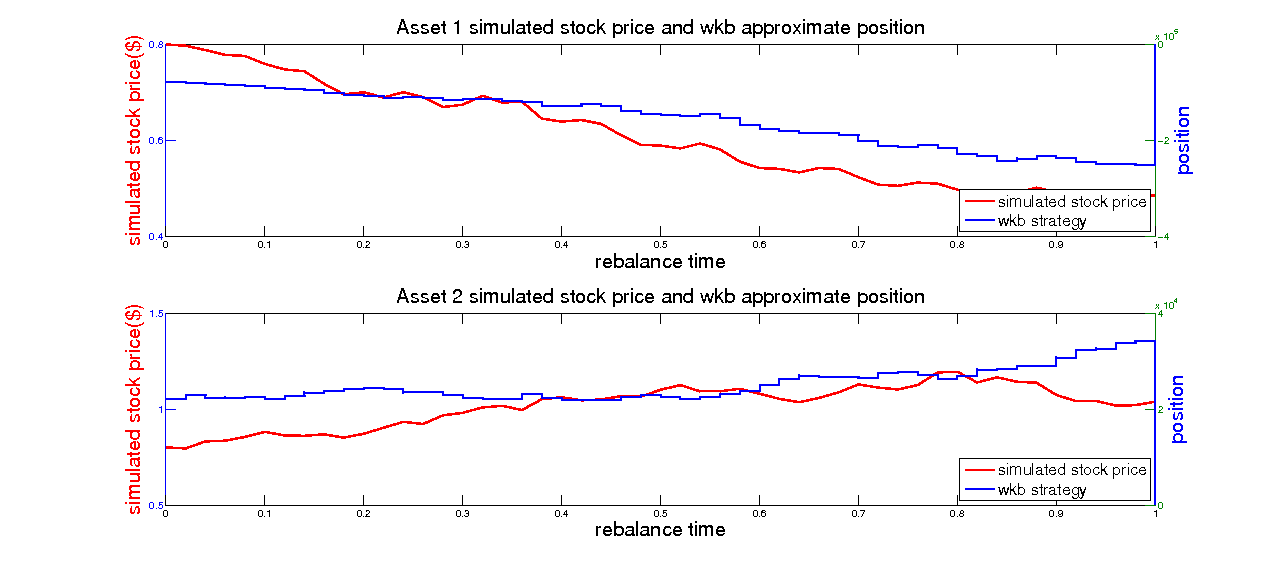 Asset 1 simulated stock price and wkb approximate position
x 10^5
0.8
0.6
0.4
simulated stock price($)
0
-2
-4
position
simulated stock price
wkb strategy
0 0.1 0.2 0.3 0.4 0.5 0.6 0.7 0.8 0.9 1
rebalance time
Asset 2 simulated stock price and wkb approximate position
x 10^4
1.5
1
0.5
simulated stock price($)
4
2
0
position
simulated stock price
wkb strategy
0 0.1 0.2 0.3 0.4 0.5 0.6 0.7 0.8 0.9 1
rebalance time